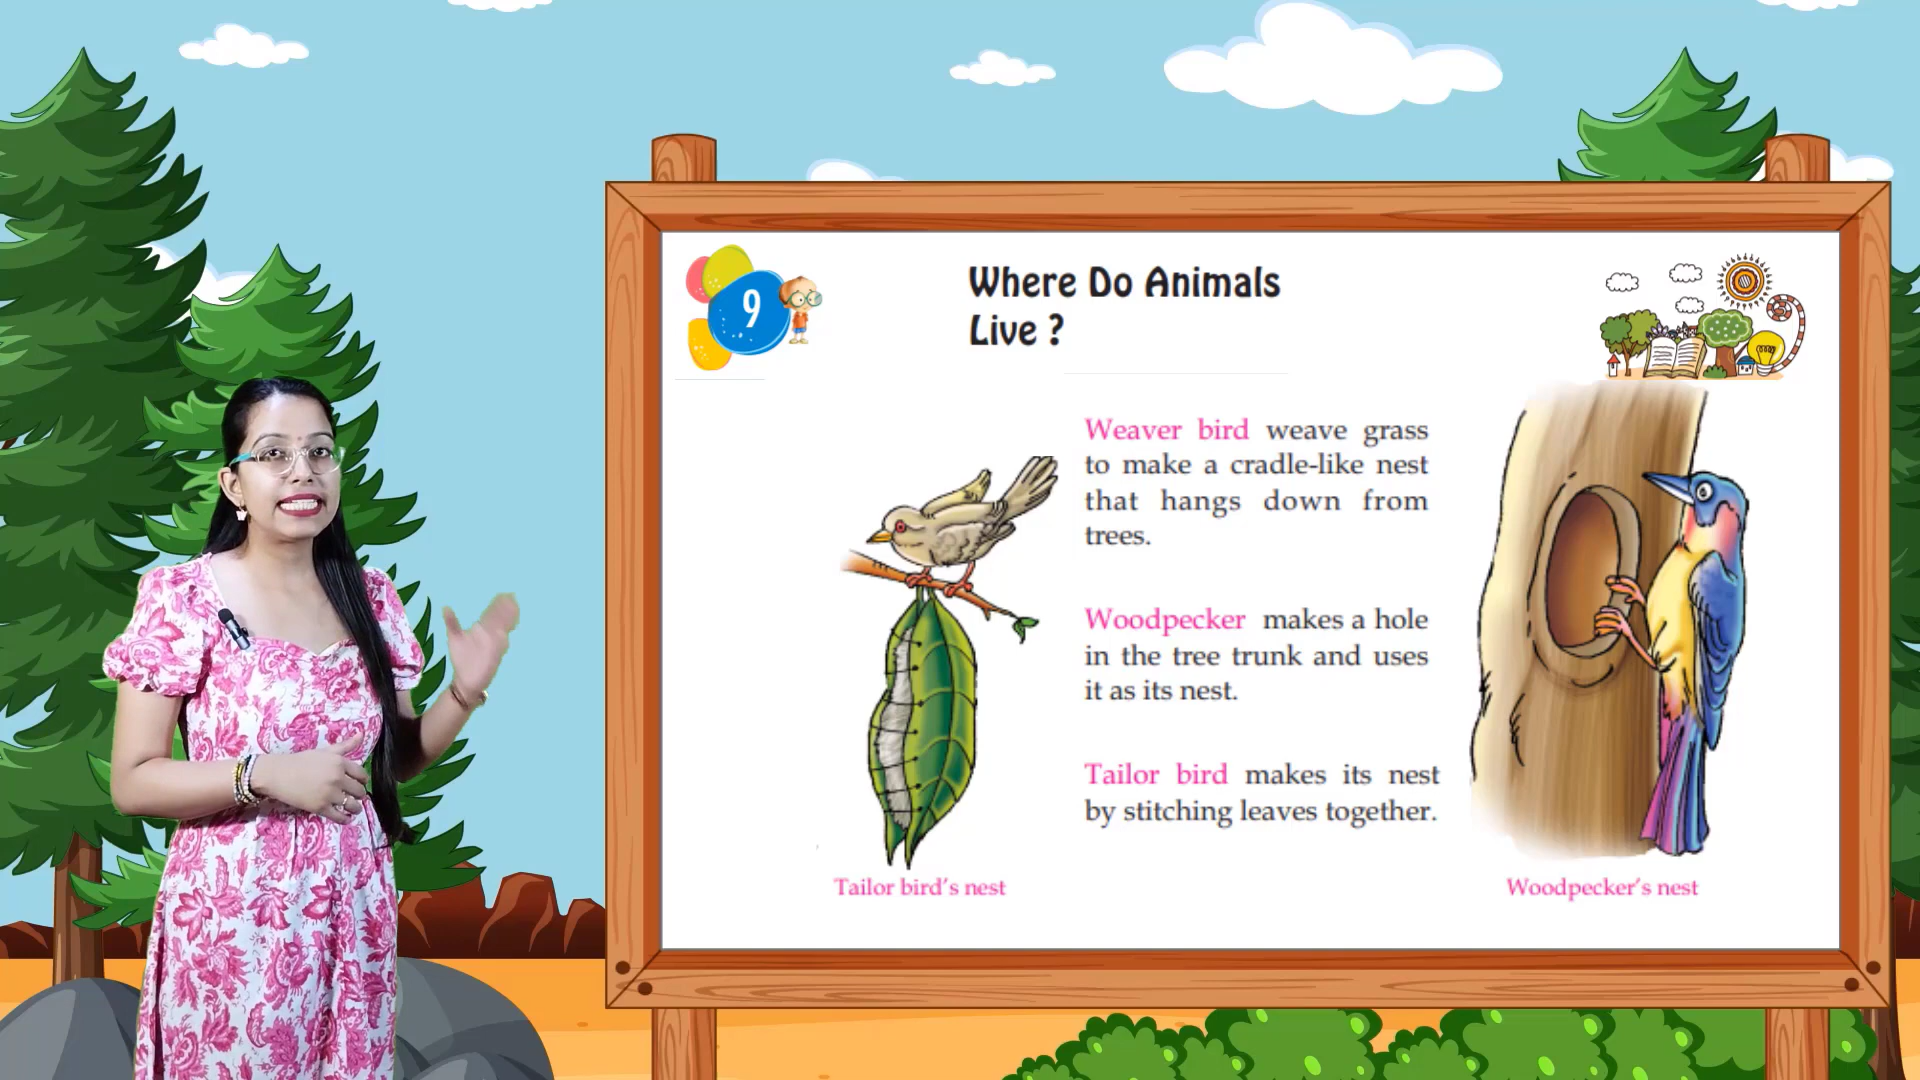 9
Where Do Animals
Live ?
Weaver bird weave grass
to make a cradle-like nest
that hangs down from
trees.
Woodpecker makes a hole
in the tree trunk and uses
it as its nest.
Tailor bird makes its nest
by stitching leaves together.
Tailor bird's nest
Woodpecker's nest